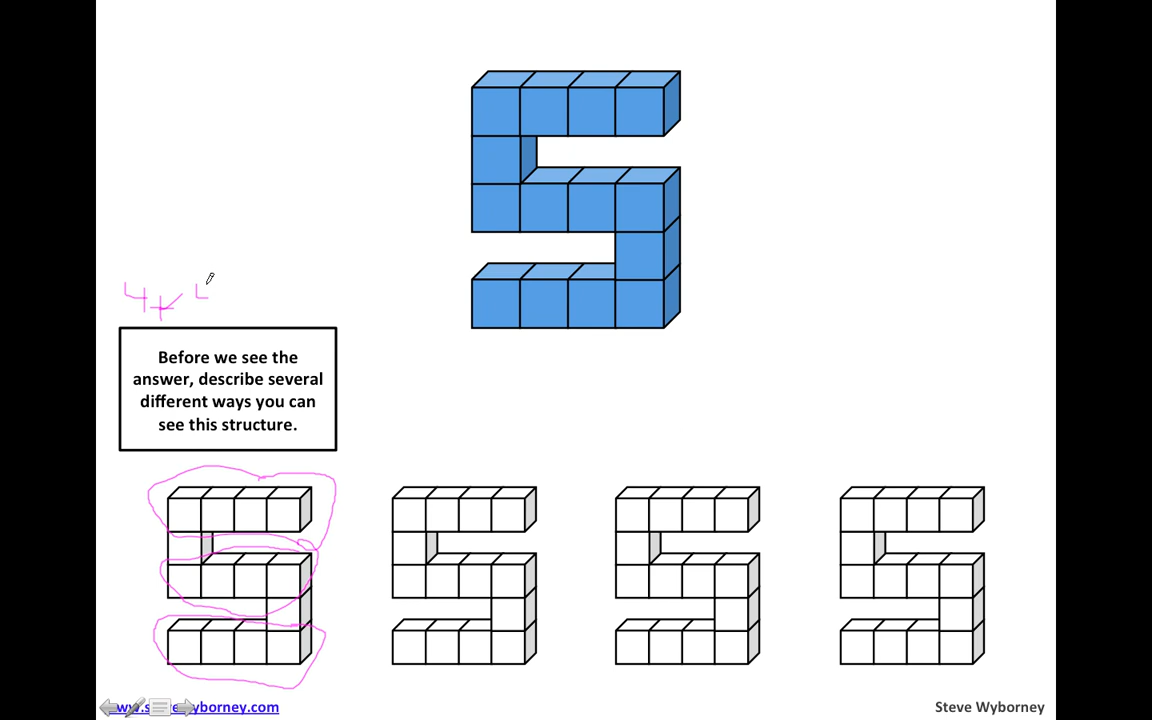 4 +
Before we see the
answer, describe several
different ways you can
see this structure.
Steve Wyborney